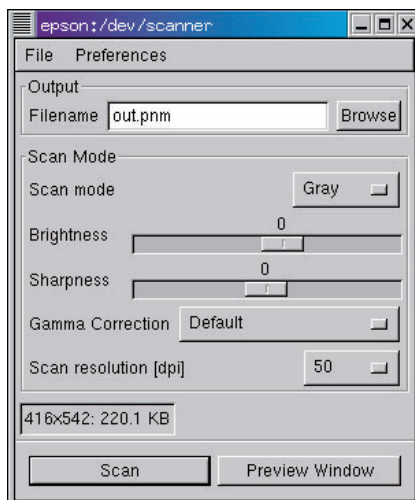 epson:/dev/scanner
File Preferences
Output
Filename out.pnm Browse
Scan Mode
Scan mode Gray
0
Brightness
0
Sharpness
Gamma Correction Default
Scan resolution [dpi] 50
416x542: 220.1 KB
Scan Preview Window